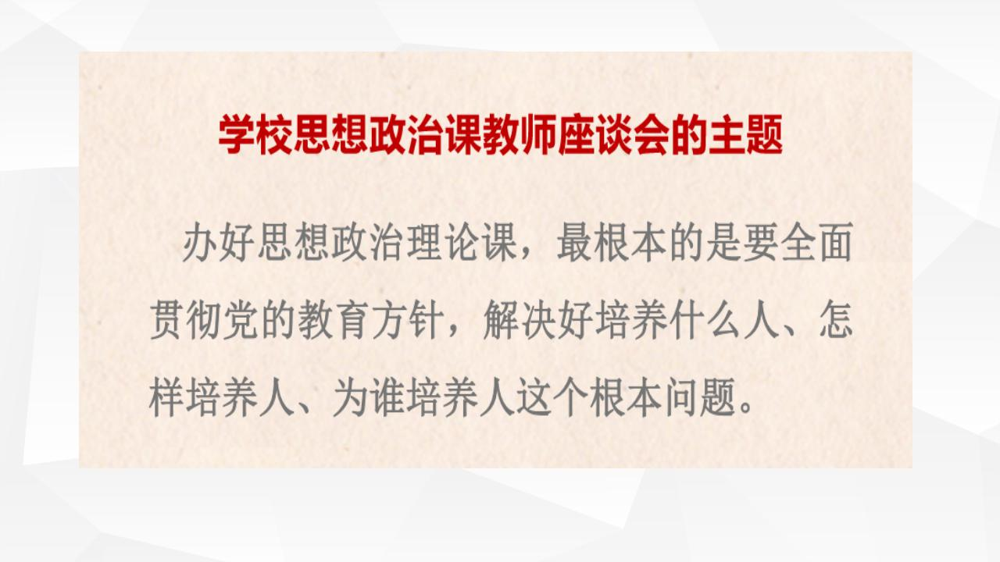 学校思想政治课教师座谈会的主题
办好思想政治理论课，最根本的是要全面
贯彻党的教育方针，解决好培养什么人、怎
样培养人、为谁培养人这个根本问题。